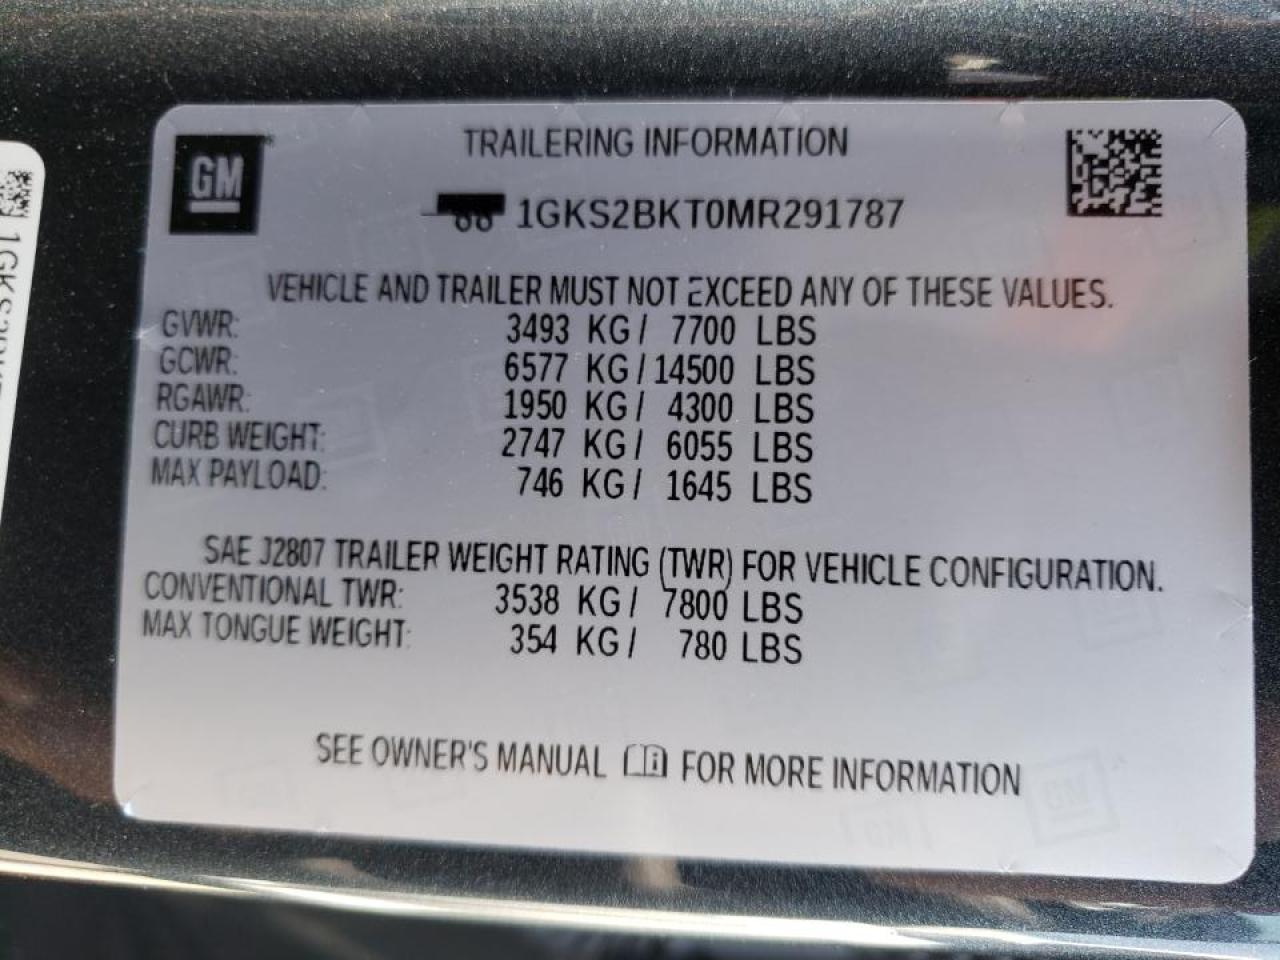 GM
TRAILERING INFORMATION
1GKS2BKT0MR291787
VEHICLE AND TRAILER MUST NOT EXCEED ANY OF THESE VALUES.
GVWR: 3493 KG/ 7700 LBS
GCWR: 6577 KG/14500 LBS
RGAWR: 1950 KG/ 4300 LBS
CURB WEIGHT: 2747 KG/ 6055 LBS
MAX PAYLOAD: 746 KG/ 1645 LBS
SAE J2807 TRAILER WEIGHT RATING (TWR) FOR VEHICLE CONFIGURATION.
CONVENTIONAL TWR: 3538 KG/ 7800 LBS
MAX TONGUE WEIGHT: 354 KG/ 780 LBS
SEE OWNER'S MANUAL FOR MORE INFORMATION